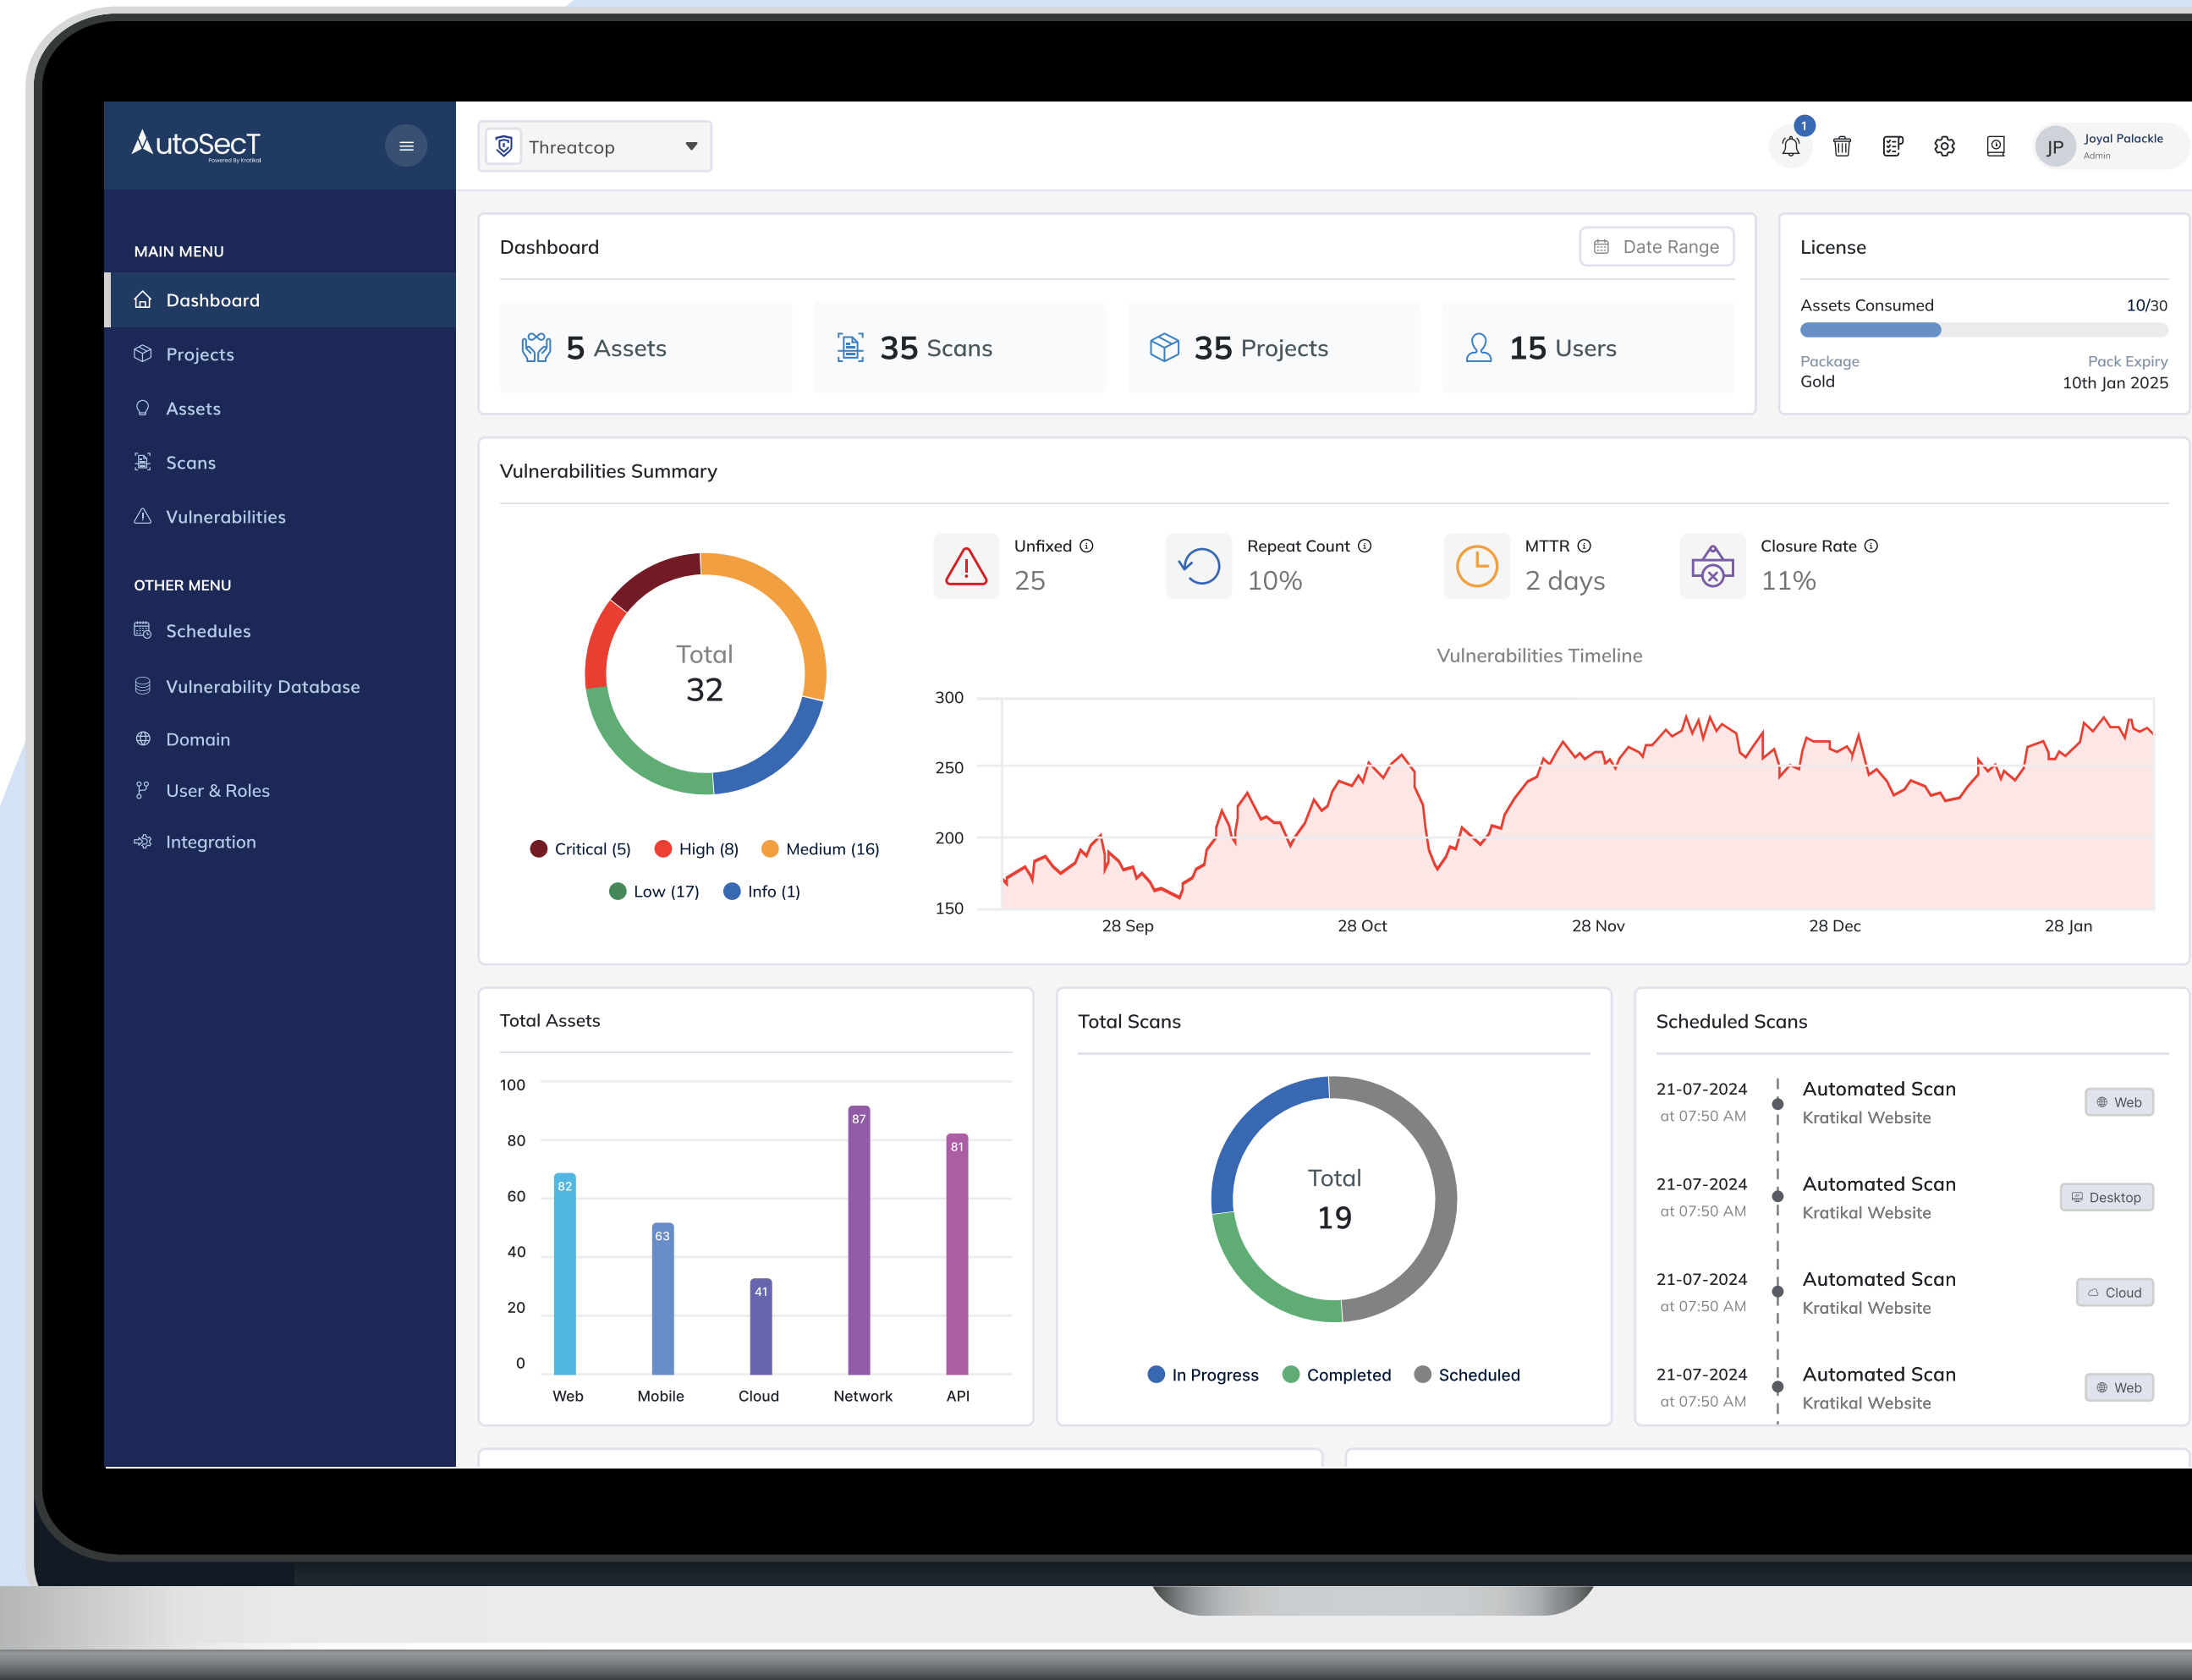 AutoSecT
Powered By Kratikal
Threatcop
1
JP
Joyal Palackle
Admin
MAIN MENU
Dashboard
Projects
Assets
Scans
Vulnerabilities
OTHER MENU
Schedules
Vulnerability Database
Domain
User & Roles
Integration
Dashboard
Date Range
5 Assets
35 Scans
35 Projects
15 Users
License
Assets Consumed 10/30
Package Pack Expiry
Gold 10th Jan 2025
Vulnerabilities Summary
Total
32
Critical (5) High (8) Medium (16)
Low (17) Info (1)
Unfixed
25
Repeat Count
10%
MTTR
2 days
Closure Rate
11%
Vulnerabilities Timeline
300
250
200
150
28 Sep 28 Oct 28 Nov 28 Dec 28 Jan
Total Assets
100
80
60
40
20
0
82
63
41
87
81
Web Mobile Cloud Network API
Total Scans
Total
19
In Progress Completed Scheduled
Scheduled Scans
21-07-2024 Automated Scan
at 07:50 AM Kratikal Website
Web
21-07-2024 Automated Scan
at 07:50 AM Kratikal Website
Desktop
21-07-2024 Automated Scan
at 07:50 AM Kratikal Website
Cloud
21-07-2024 Automated Scan
at 07:50 AM Kratikal Website
Web